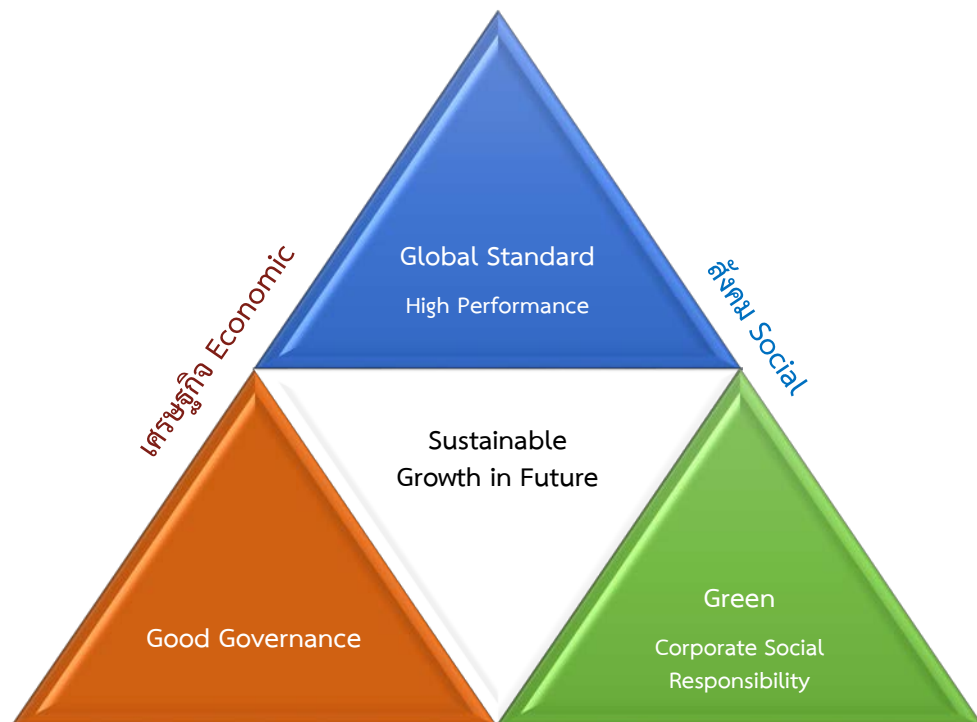 Global Standard
High Performance
เศรษฐกิจ Economic
สังคม Social
Sustainable
Growth in Future
Good Governance
Green
Corporate Social
Responsibility